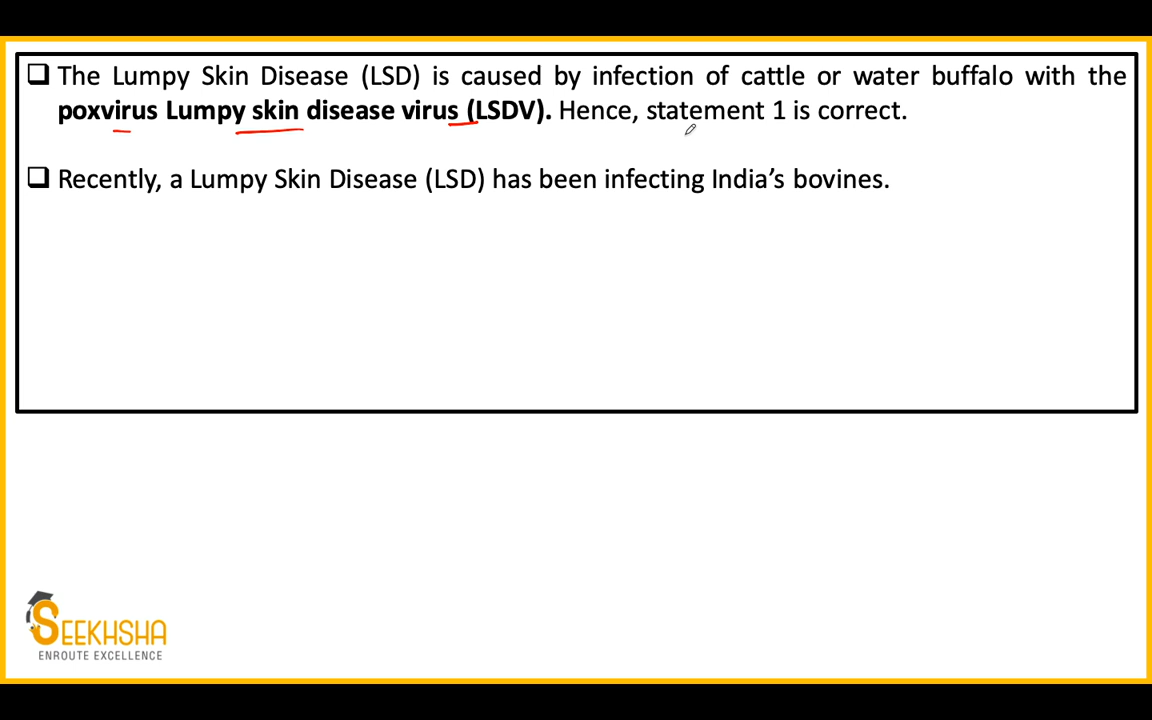 ❑ The Lumpy Skin Disease (LSD) is caused by infection of cattle or water buffalo with the
poxvirus Lumpy skin disease virus (LSDV). Hence, statement 1 is correct.
❑ Recently, a Lumpy Skin Disease (LSD) has been infecting India’s bovines.
SEEKHSHA
ENROUTE EXCELLENCE